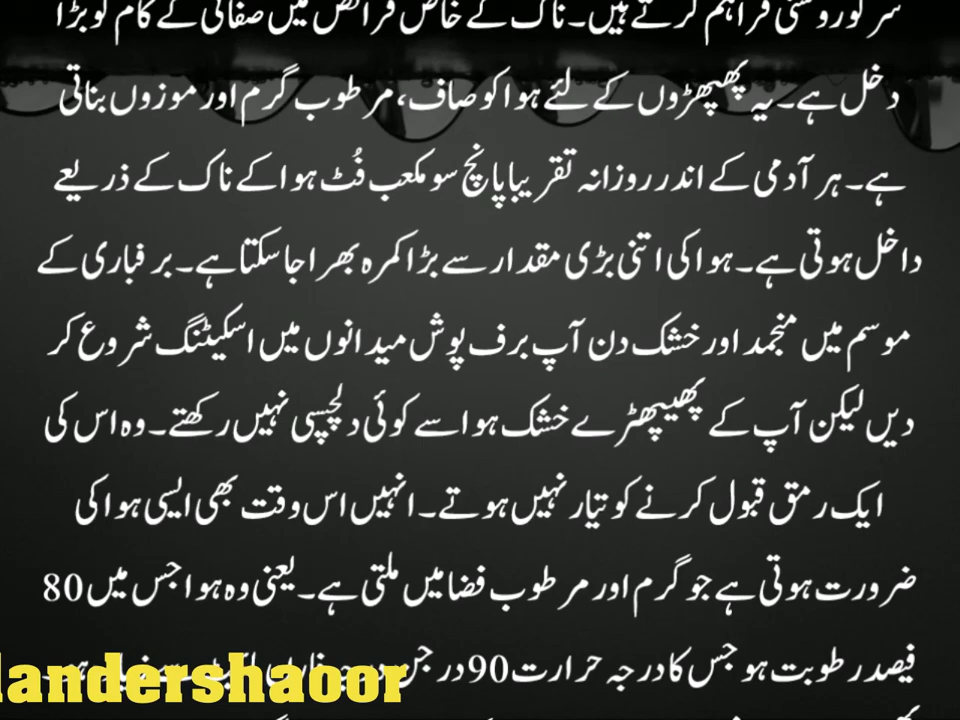 سر کو روشنی فراہم کرتے ہیں۔ ناک کے خاص فرائض میں صفائی کے کام کو بڑا
دخل ہے۔ یہ پھیپھڑوں کے لئے ہوا کو صاف، مرطوب گرم اور موزوں بناتی
ہے۔ ہر آدمی کے اندر روزانہ تقریباپانچ سو مکعب فُٹ ہوا کے ناک کے ذریعے
داخل ہوتی ہے۔ ہوا کی اتنی بڑی مقدار سے بڑا کمرہ بھرا جا سکتا ہے۔ برفباری کے
موسم میں منجمد اور خشک دن آپ برف پوش میدانوں میں اسکیٹنگ شروع کر
دیں لیکن آپ کے پھیپھڑے خشک ہوا سے کوئی دلچسپی نہیں رکھتے۔ وہ اس کی
ایک رمق قبول کرنے کو تیار نہیں ہوتے۔ انہیں اس وقت بھی ایسی ہوا کی
ضرورت ہوتی ہے جو گرم اور مرطوب فضا میں ملتی ہے۔ یعنی وہ ہوا جس میں 80
فیصد رطوبت ہو جس کا درجہ حرارت 90 در
landershaoor